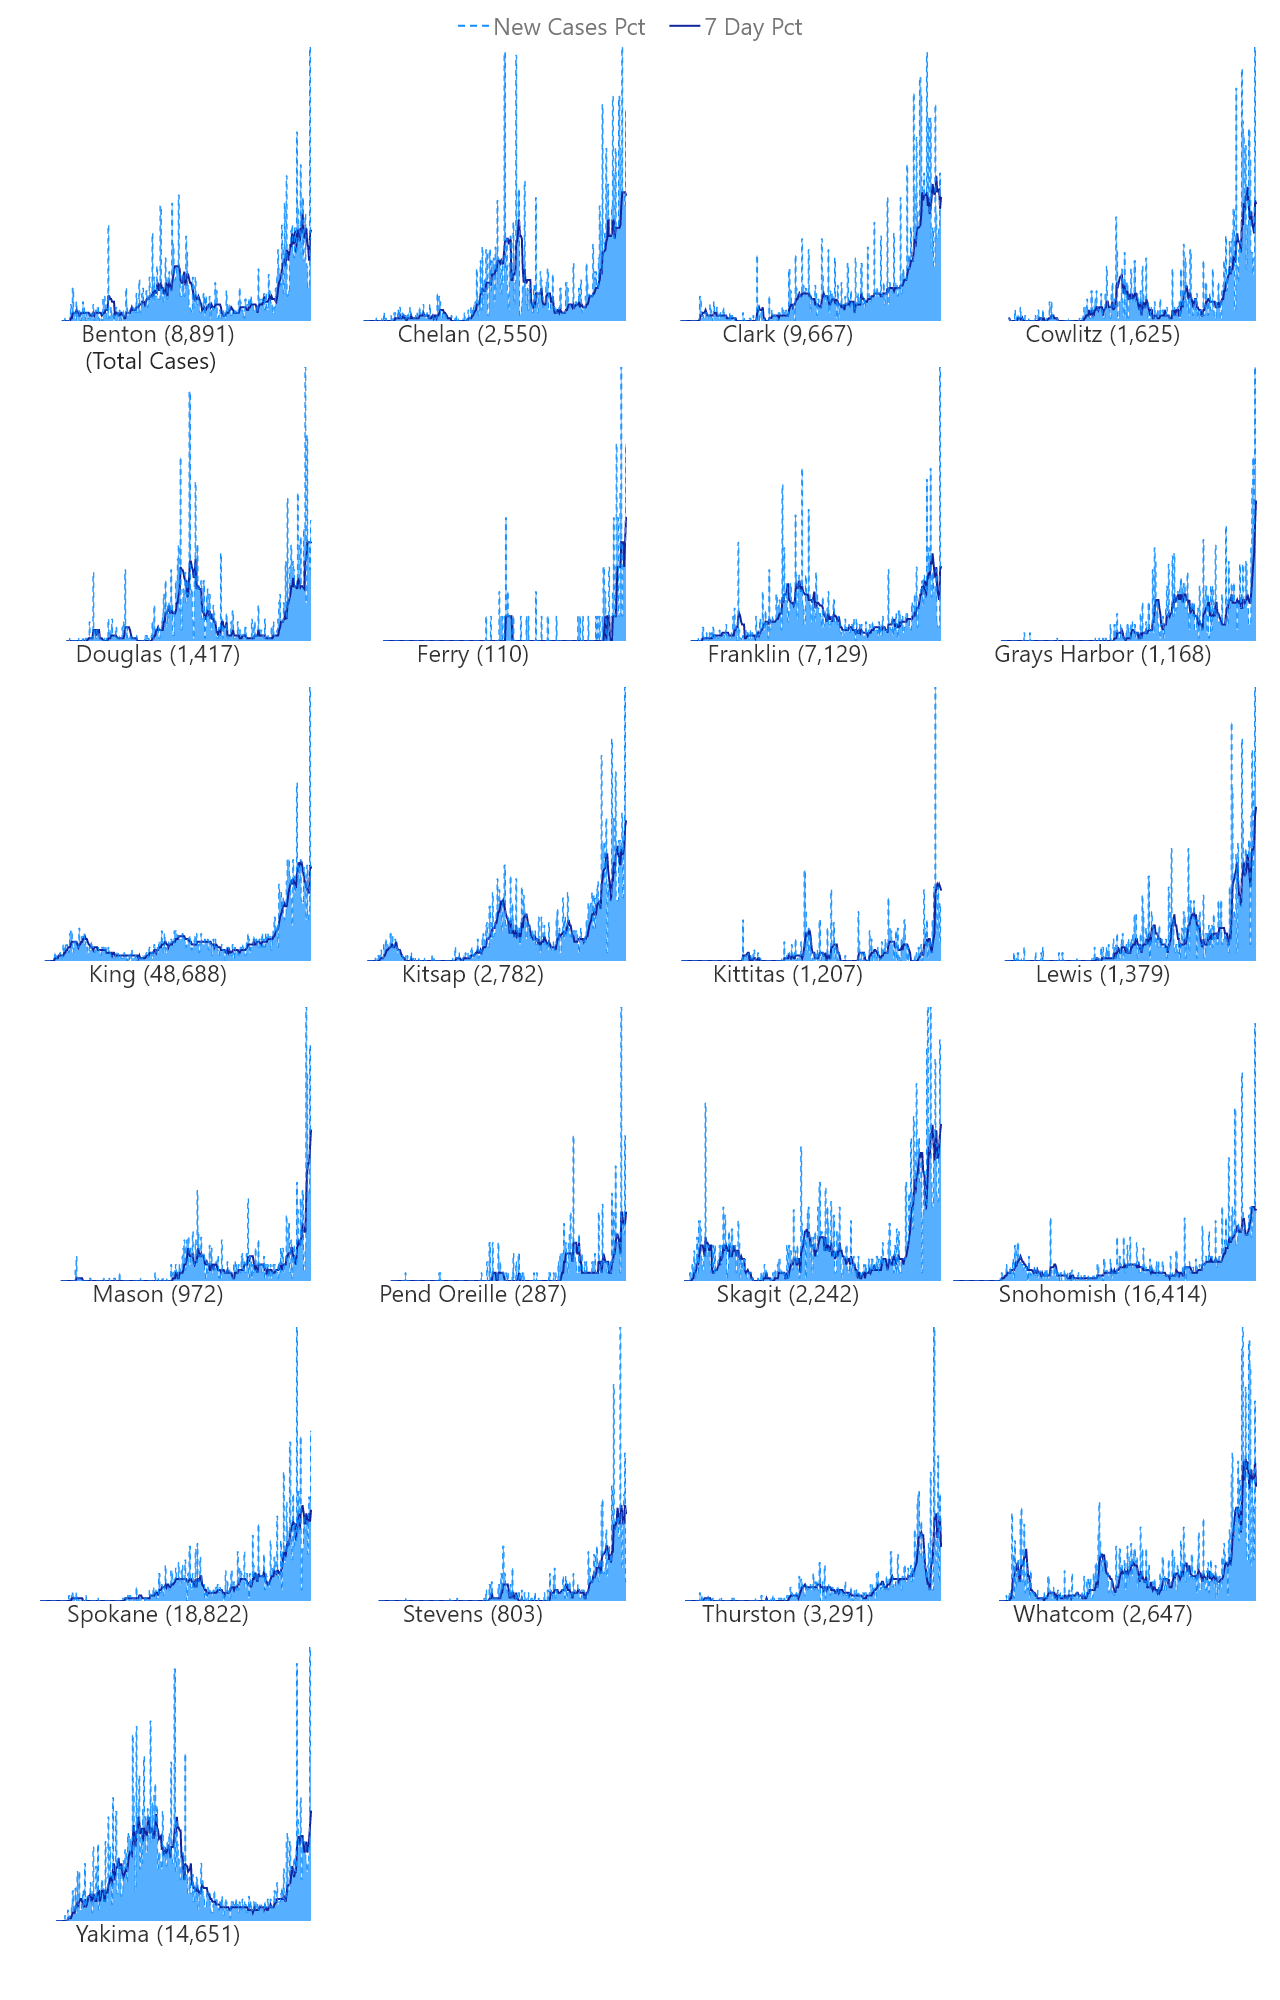 New Cases Pct 7 Day Pct
Benton (8,891) Chelan (2,550) Clark (9,667) Cowlitz (1,625)
(Total Cases)
Douglas (1,417) Ferry (110) Franklin (7,129) Grays Harbor (1,168)
King (48,688) Kitsap (2,782) Kittitas (1,207) Lewis (1,379)
Mason (972) Pend Oreille (287) Skagit (2,242) Snohomish (16,414)
Spokane (18,822) Stevens (803) Thurston (3,291) Whatcom (2,647)
Yakima (14,651)